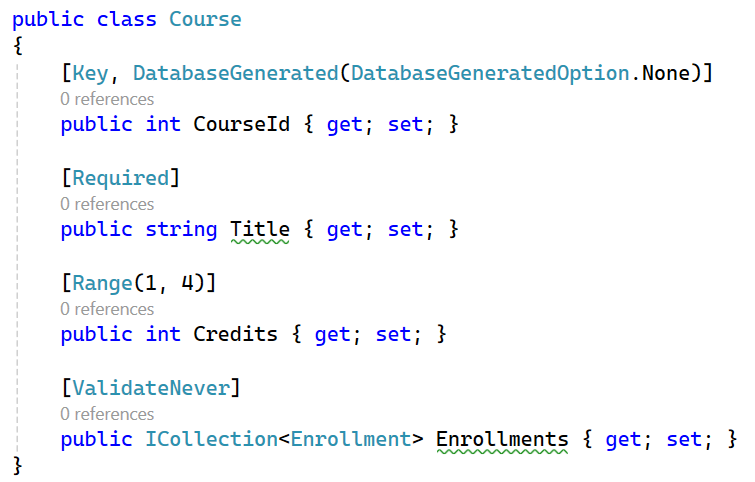 public class Course
{
[Key, DatabaseGenerated(DatabaseGeneratedOption.None)]
0 references
public int CourseId { get; set; }
[Required]
0 references
public string Title { get; set; }
[Range(1, 4)]
0 references
public int Credits { get; set; }
[ValidateNever]
0 references
public ICollection<Enrollment> Enrollments { get; set; }
}